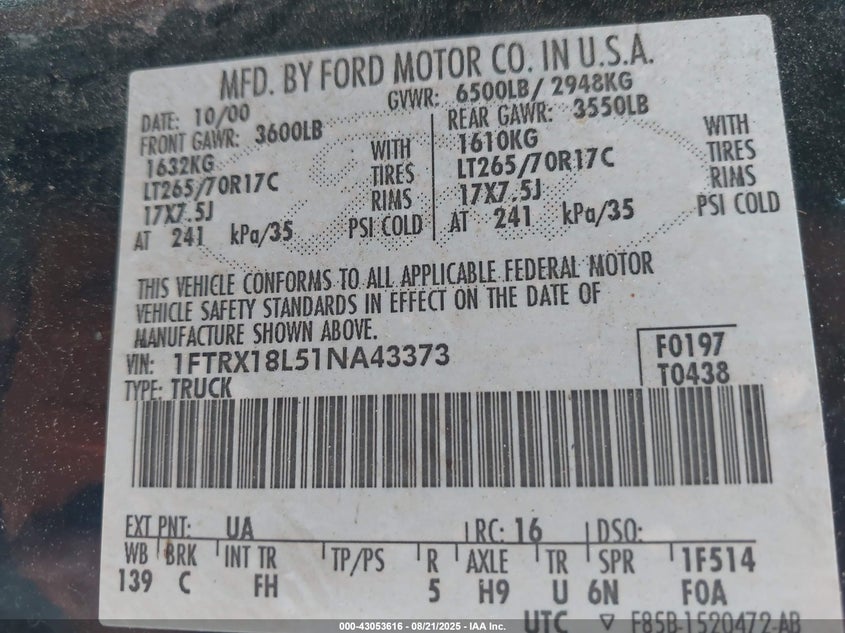 MFD. BY FORD MOTOR CO. IN U.S.A.
DATE: 10/00 GVWR: 6500LB/ 2948KG
FRONT GAWR: 3600LB REAR GAWR: 3550LB
1632KG WITH 1610KG WITH
LT265/70R17C TIRES LT265/70R17C TIRES
17X7.5J RIMS 17X7.5J RIMS
AT 241 kPa/35 PSI COLD AT 241 kPa/35 PSI COLD
THIS VEHICLE CONFORMS TO ALL APPLICABLE FEDERAL MOTOR
VEHICLE SAFETY STANDARDS IN EFFECT ON THE DATE OF
MANUFACTURE SHOWN ABOVE.
VIN: 1FTRX18L51NA43373 F0197
TYPE: TRUCK T0438
EXT PNT: UA RC: 16 DSO:
WB BRK INT TR TP/PS R AXLE TR SPR 1F514
139 C FH 5 H9 U 6N F0A
UTC ▽ F85B-1520472-AB
000-43053616 - 08/21/2025 - IAA Inc.